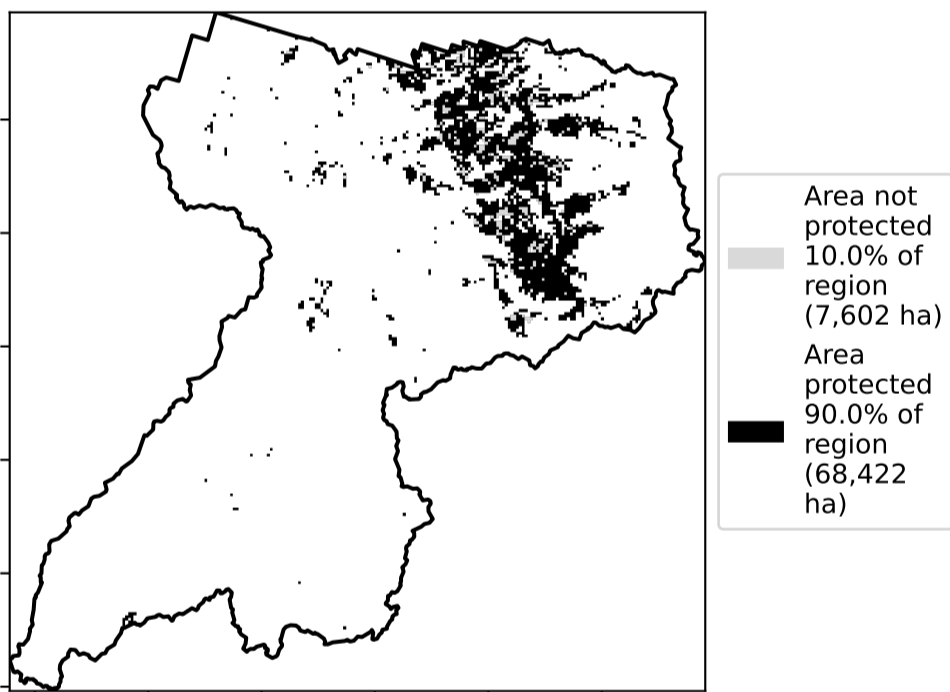 Area not
protected
10.0% of
region
(7,602 ha)
Area
protected
90.0% of
region
(68,422
ha)